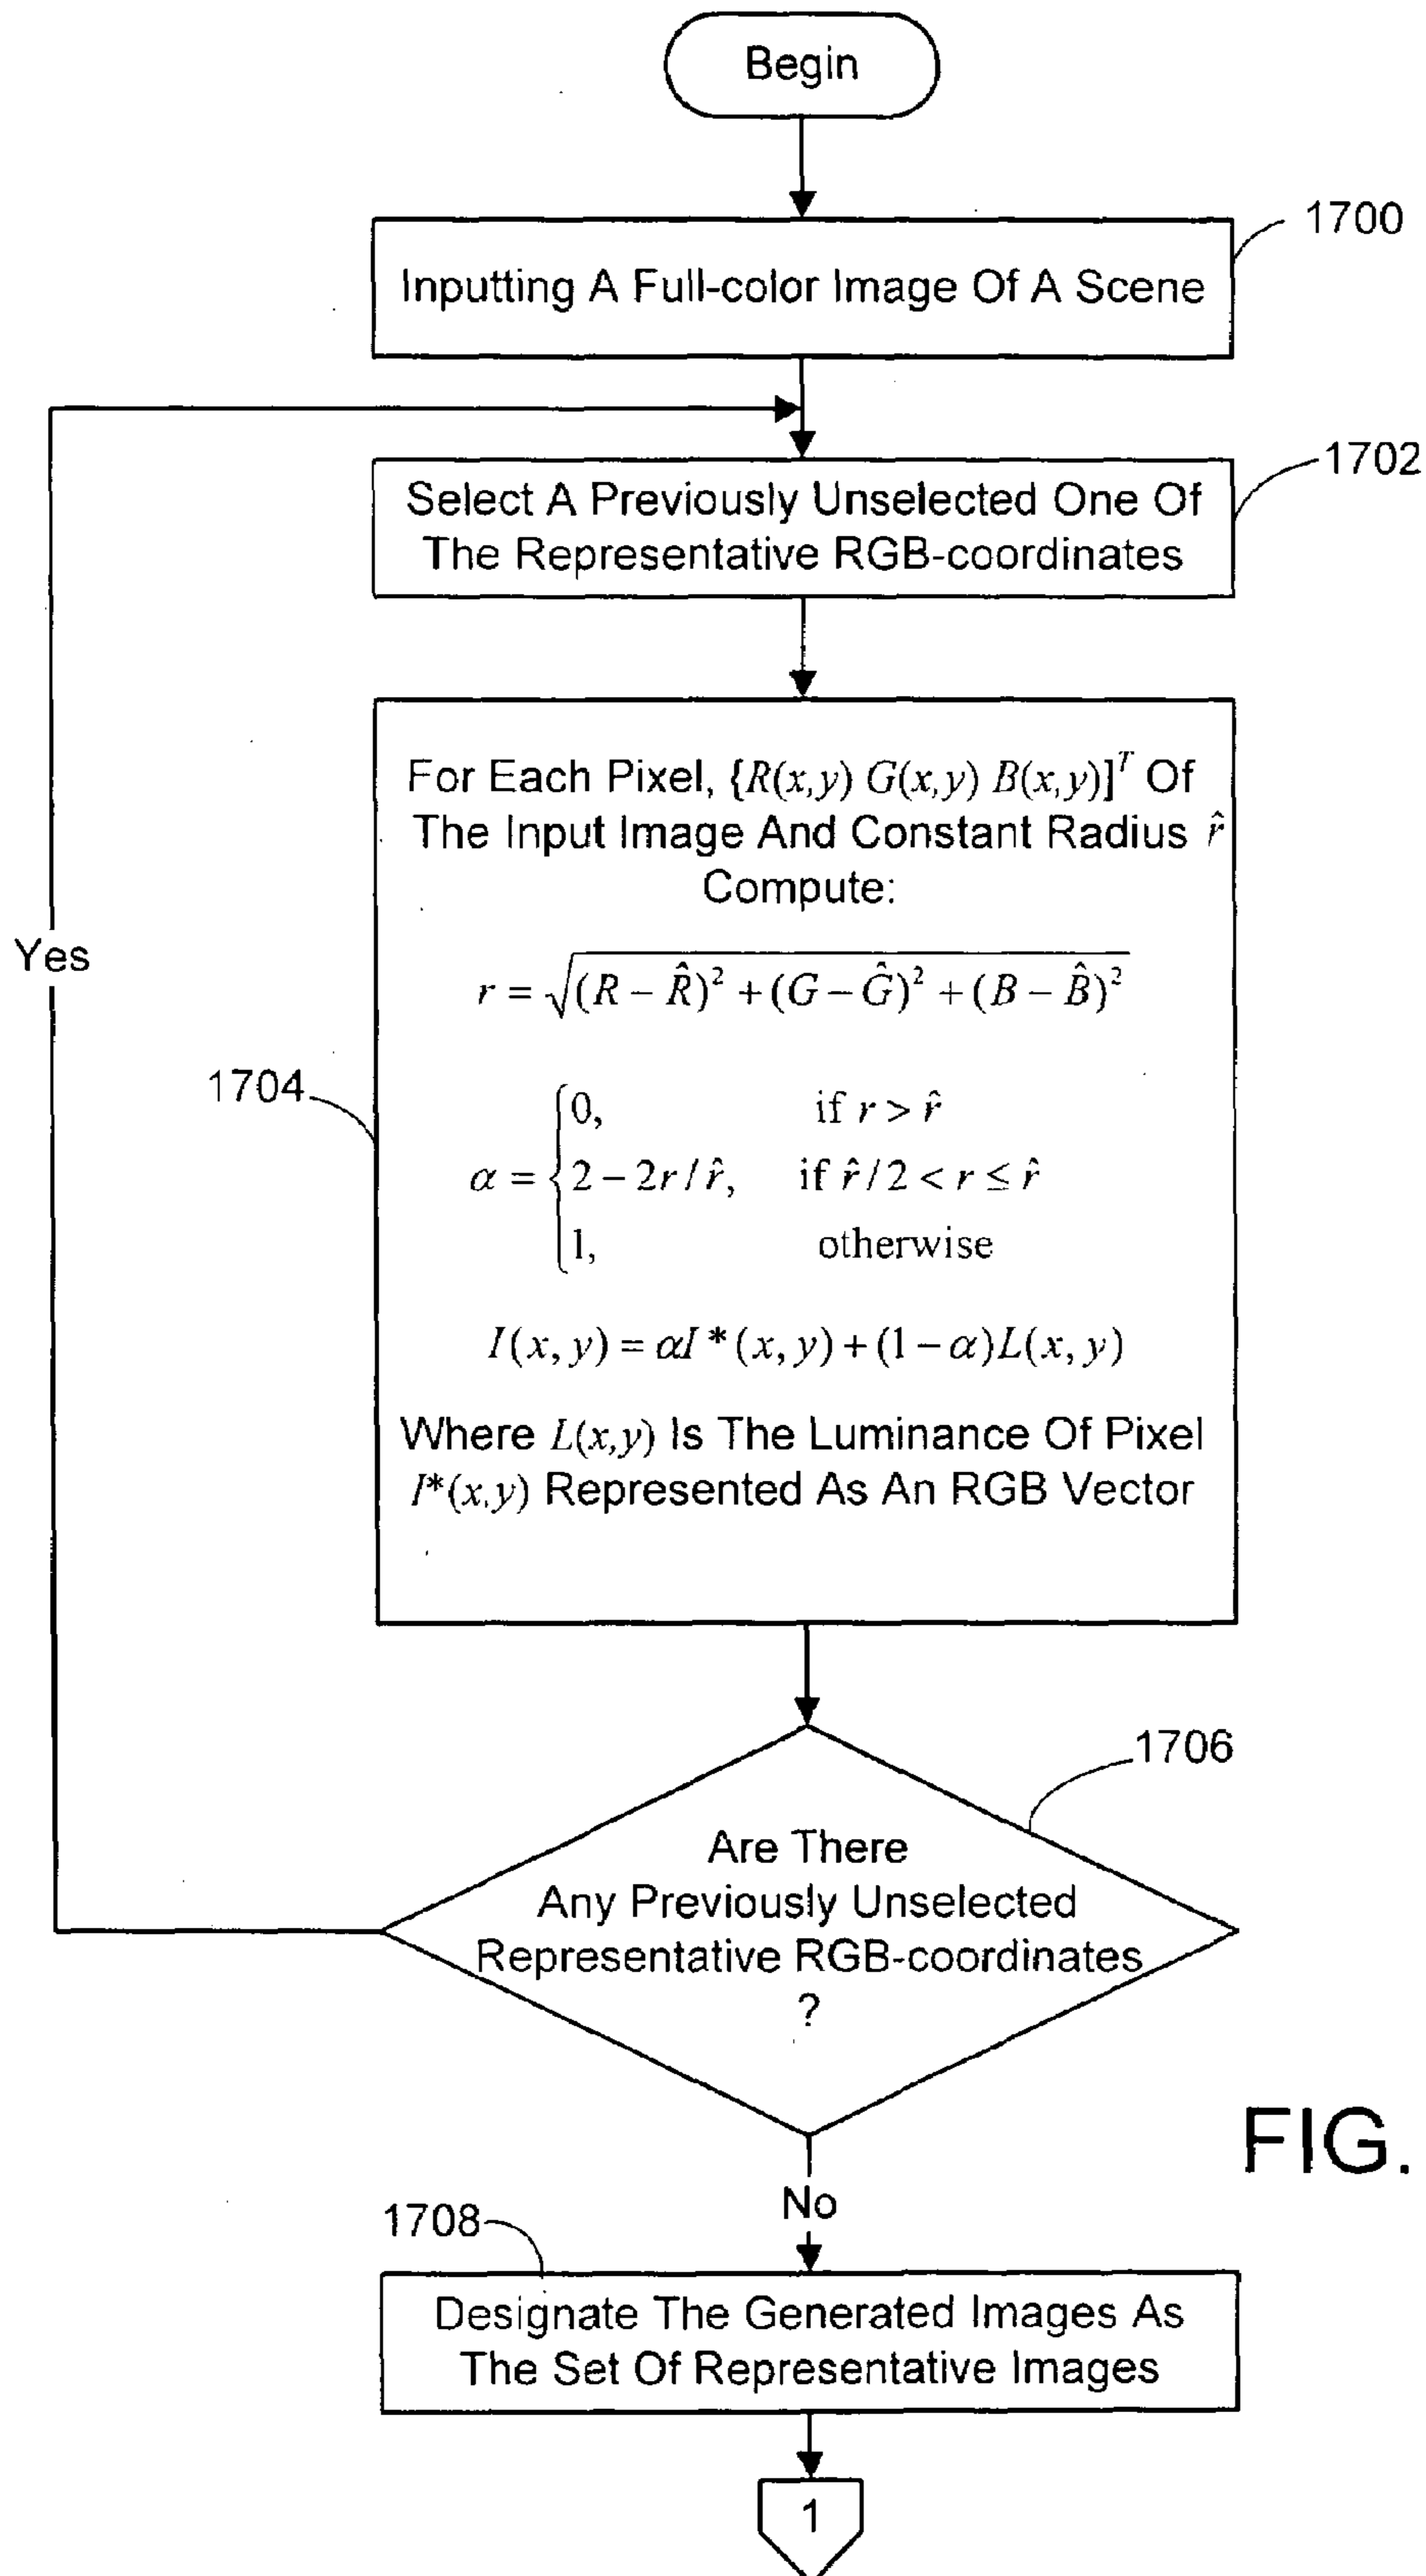 Begin
1700
Inputting A Full-color Image Of A Scene
1702
Select A Previously Unselected One Of
The Representative RGB-coordinates
For Each Pixel, {R(x,y) G(x,y) B(x,y)]ᵀ Of
The Input Image And Constant Radius r̂
Compute:
r = √((R − R̂)² + (G − Ĝ)² + (B − B̂)²)
Yes
1704
α = { 0, if r > r̂
2 − 2r / r̂, if r̂ / 2 < r ≤ r̂
1, otherwise
I(x, y) = αI * (x, y) + (1 − α)L(x, y)
Where L(x,y) Is The Luminance Of Pixel
I*(x,y) Represented As An RGB Vector
1706
Are There
Any Previously Unselected
Representative RGB-coordinates
?
FIG.
No
1708
Designate The Generated Images As
The Set Of Representative Images
1